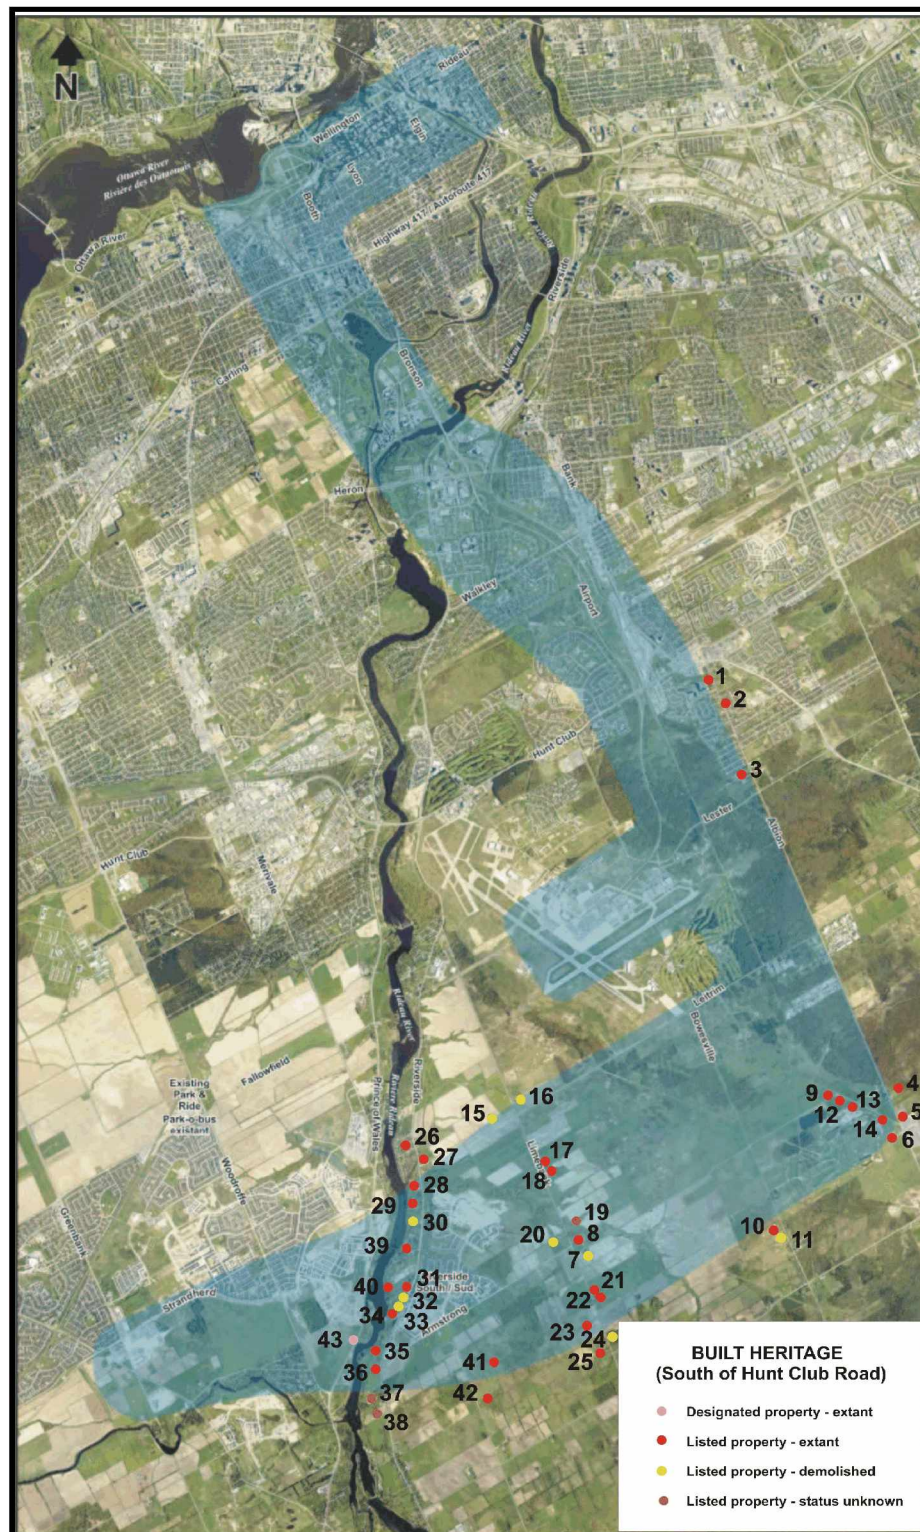 N
Rideau
Wellington
Elgin
Lyon
Booth
Ottawa River
Rivière des Outaouais
Highway 417 / Autoroute 417
Ottawa River
Riverside
Rideau River
Bronson
Carling
Bank
Heron
Walkley
Airport
1
2
Hunt Club
3
Lester
Albion
Hunt Club
Merivale
Leitrim
Bowesville
Rideau River
Rivière Rideau
Riverside
Prince of Wales
Fallowfield
Existing
Park &
Ride
Park-o-bus
existant
Woodroffe
Greenbank
4
9
16
12
13
5
15
14
6
26
17
27
18
28
29
19
30
10
20
8
11
39
7
40
31
21
Riverside
South / Sud
32
22
Strandherd
34
33
Armstrong
23
43
24
35
25
36
41
37
42
38
BUILT HERITAGE
(South of Hunt Club Road)
Designated property - extant
Listed property - extant
Listed property - demolished
Listed property - status unknown